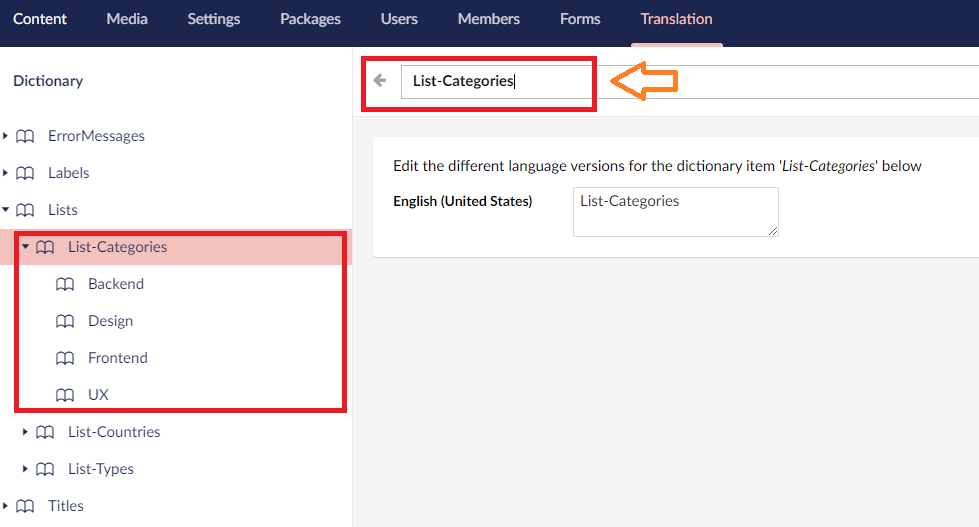 Content Media Settings Packages Users Members Forms Translation
Dictionary
ErrorMessages
Labels
Lists
List-Categories
Backend
Design
Frontend
UX
List-Countries
List-Types
Titles
List-Categories
Edit the different language versions for the dictionary item 'List-Categories' below
English (United States)
List-Categories